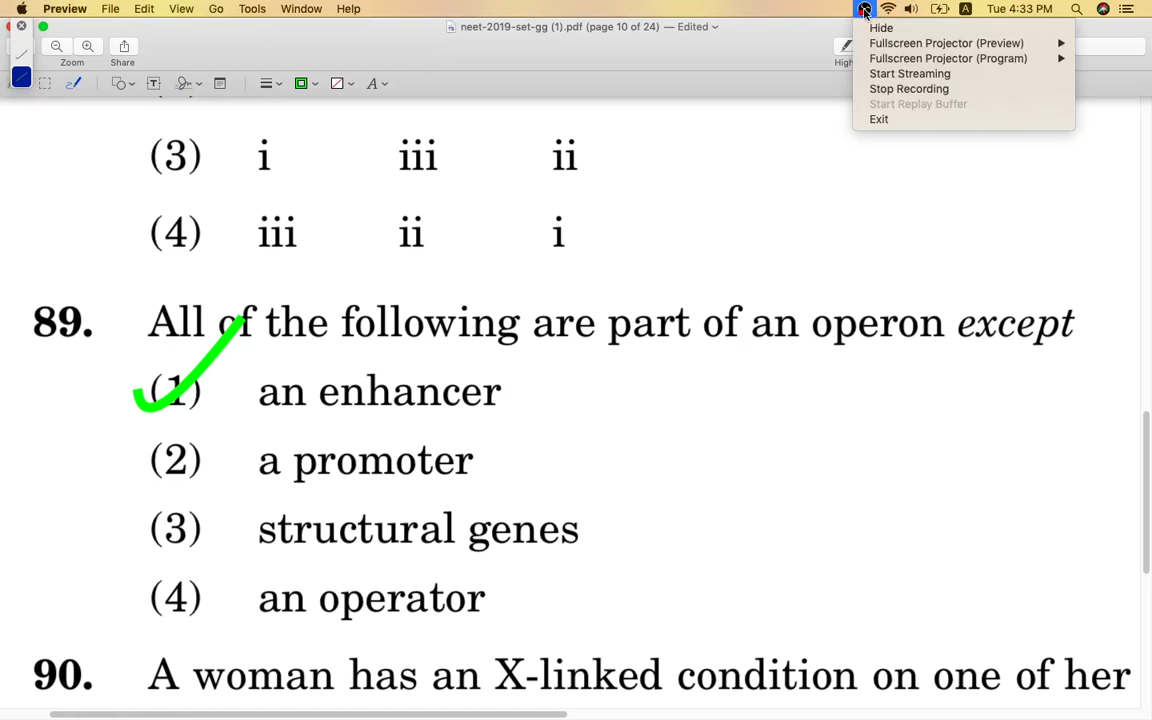 Preview File Edit View Go Tools Window Help Tue 4:33 PM
neet-2019-set-gg (1).pdf (page 10 of 24) — Edited
Hide
Fullscreen Projector (Preview)
Fullscreen Projector (Program)
Start Streaming
Stop Recording
Start Replay Buffer
Exit
Zoom Share High
(3) i iii ii
(4) iii ii i
89. All of the following are part of an operon except
(1) an enhancer
(2) a promoter
(3) structural genes
(4) an operator
90. A woman has an X-linked condition on one of her